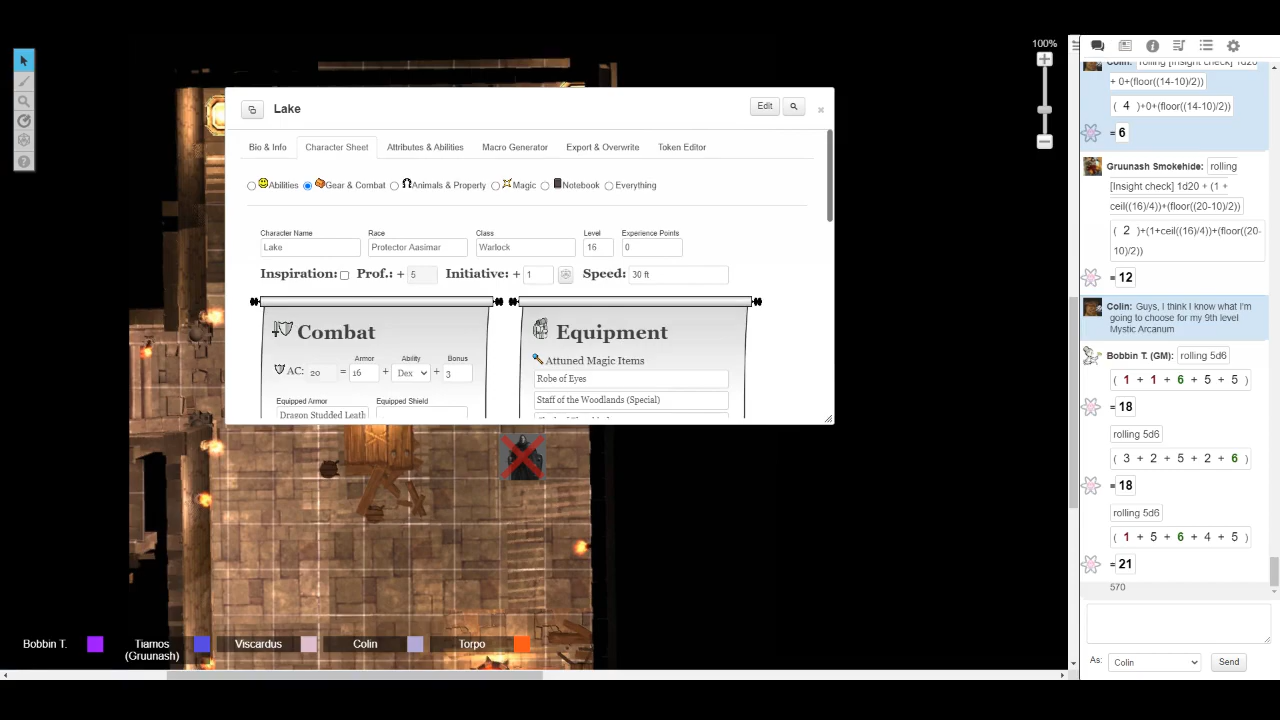 100%
Lake
Edit
Bio & Info
Character Sheet
Attributes & Abilities
Macro Generator
Export & Overwrite
Token Editor
Abilities
Gear & Combat
Animals & Property
Magic
Notebook
Everything
Character Name
Race
Class
Level
Experience Points
Lake
Protector Aasimar
Warlock
16
0
Inspiration:
Prof.: + 5
Initiative: + 1
Speed: 30 ft
Combat
Armor
Ability
Bonus
AC: 20 = 16 + Dex + 3
Equipped Armor
Equipped Shield
Dragon Studded Leath
Equipment
Attuned Magic Items
Robe of Eyes
Staff of the Woodlands (Special)
Bobbin T.
Tiamos
(Gruunash)
Viscardus
Colin
Torpo
Colin: rolling [Insight check] 1d20
+ 0+(floor((14-10)/2))
( 4 )+0+(floor((14-10)/2))
= 6
Gruunash Smokehide: rolling
[Insight check] 1d20 + (1 +
ceil((16)/4))+(floor((20-10)/2))
( 2 )+(1+ceil((16)/4))+(floor((20-
10)/2))
= 12
Colin: Guys, I think I know what I'm
going to choose for my 9th level
Mystic Arcanum
Bobbin T. (GM): rolling 5d6
( 1 + 1 + 6 + 5 + 5 )
= 18
rolling 5d6
( 3 + 2 + 5 + 2 + 6 )
= 18
rolling 5d6
( 1 + 5 + 6 + 4 + 5 )
= 21
570
As: Colin
Send